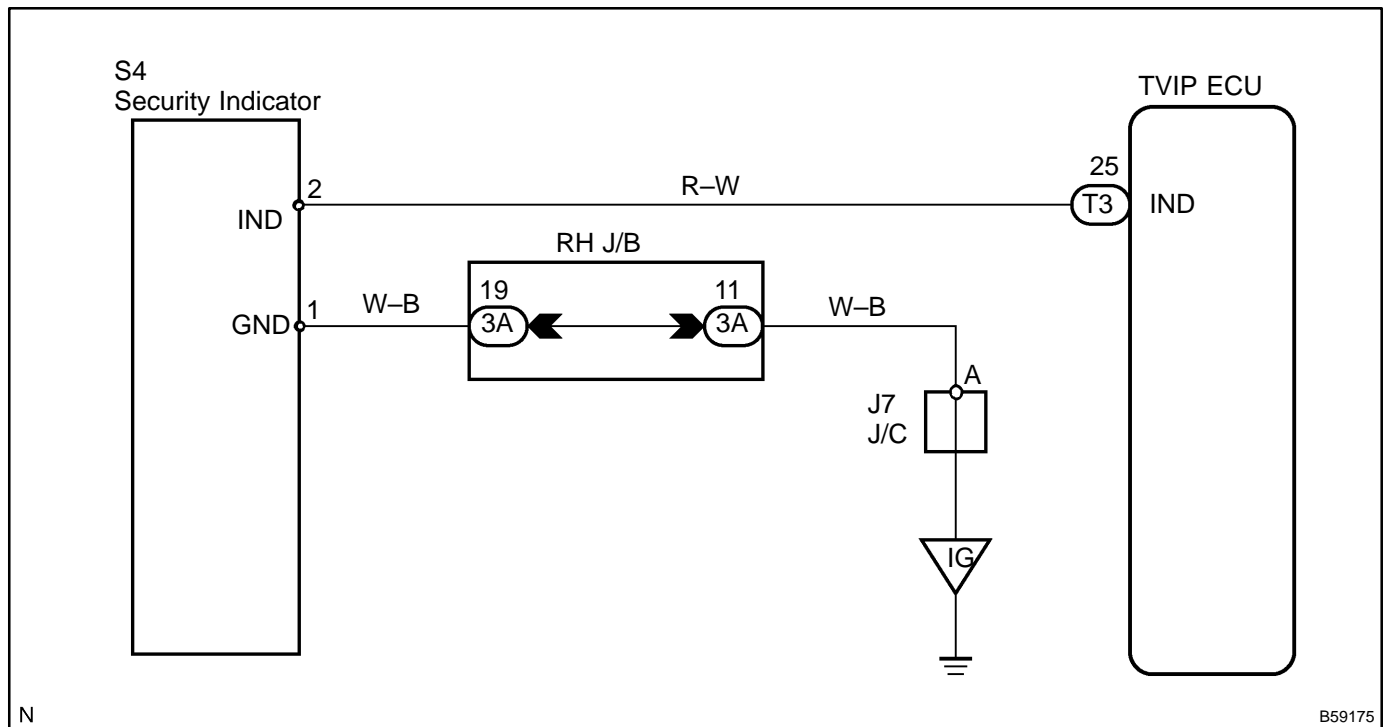 S4
Security Indicator
TVIP ECU
25
2
R–W
IND
T3
IND
RH J/B
19
11
1
W–B
W–B
GND
3A
3A
A
J7
J/C
IG
N
B59175